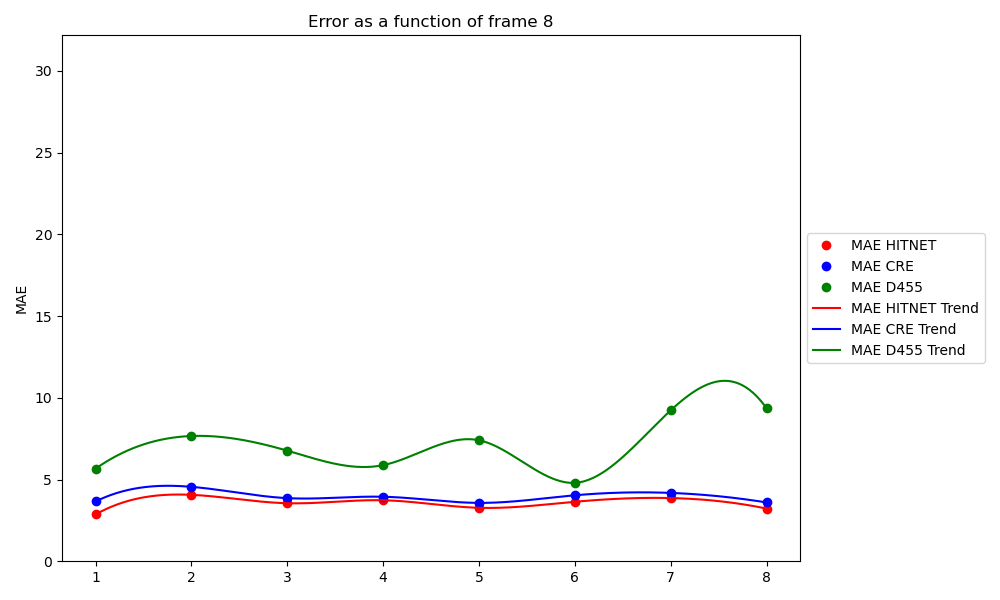 Error as a function of frame 8
MAE
30
25
20
15
10
5
0
1 2 3 4 5 6 7 8
MAE HITNET
MAE CRE
MAE D455
MAE HITNET Trend
MAE CRE Trend
MAE D455 Trend